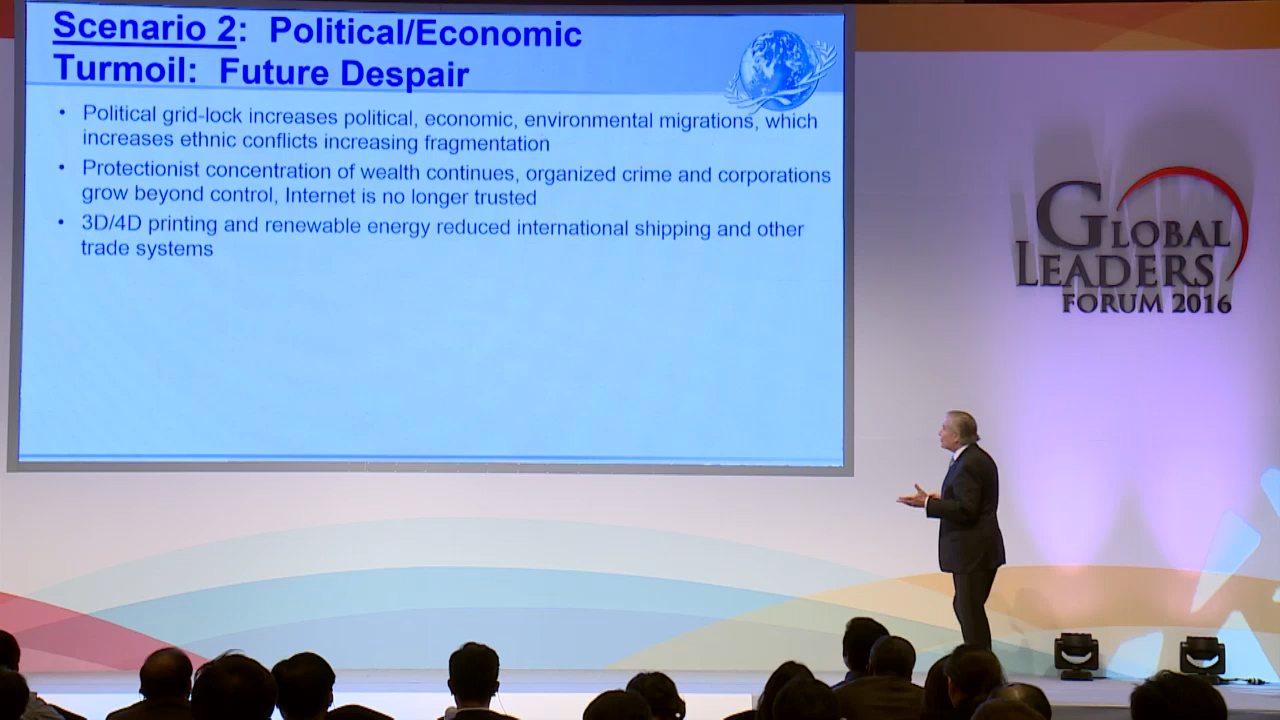 Scenario 2:  Political/Economic
Turmoil:  Future Despair
• Political grid-lock increases political, economic, environmental migrations, which
increases ethnic conflicts increasing fragmentation
• Protectionist concentration of wealth continues, organized crime and corporations
grow beyond control, Internet is no longer trusted
• 3D/4D printing and renewable energy reduced international shipping and other
trade systems
GLOBAL
LEADERS
FORUM 2016